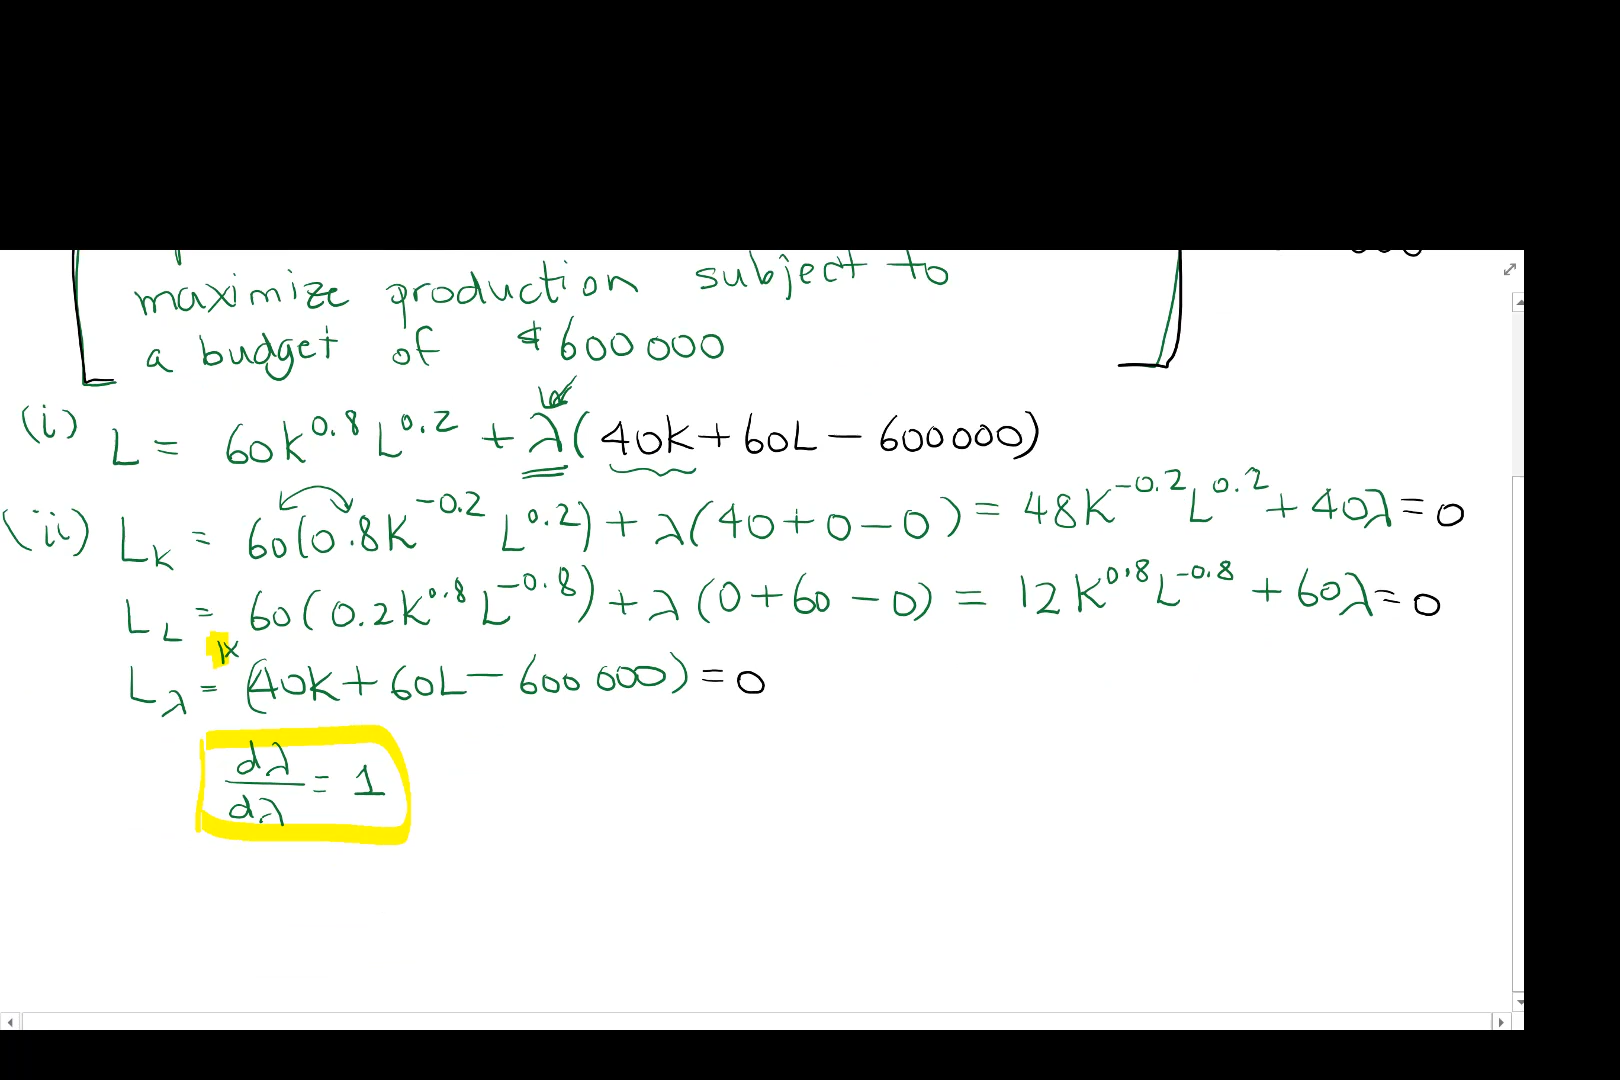 maximize production subject to
a budget of $600 000
(i) L = 60K^0.8 L^0.2 + λ(40K + 60L − 600000)
(ii) L_K = 60(0.8K^−0.2 L^0.2) + λ(40 + 0 − 0) = 48K^−0.2 L^0.2 + 40λ = 0
L_L = 60(0.2K^0.8 L^−0.8) + λ(0 + 60 − 0) = 12K^0.8 L^−0.8 + 60λ = 0
1×
L_λ = (40K + 60L − 600 000) = 0
dλ/dλ = 1